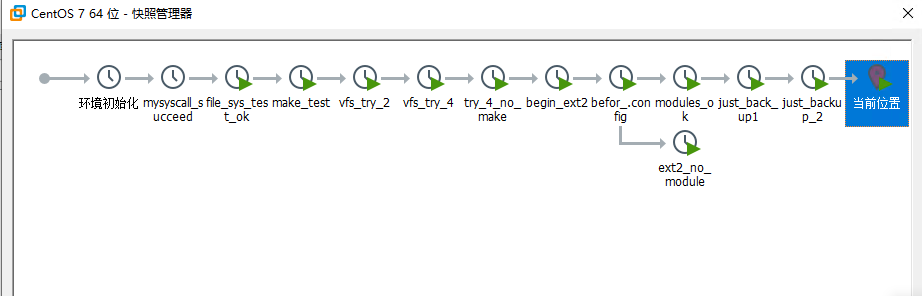 CentOS 7 64 位 - 快照管理器
环境初始化
mysyscall_s
ucceed
file_sys_tes
t_ok
make_test
vfs_try_2
vfs_try_4
try_4_no_
make
begin_ext2
befor_.con
fig
modules_o
k
just_back_
up1
just_backu
p_2
当前位置
ext2_no_
module